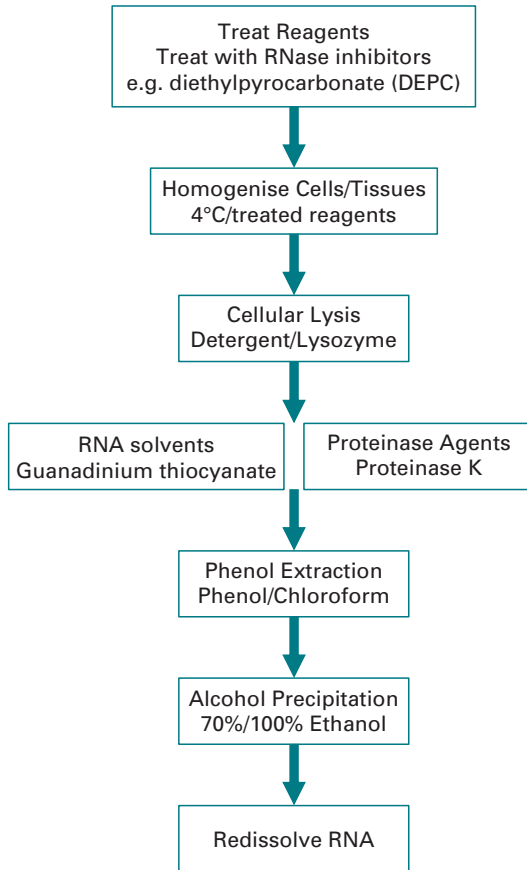 Treat Reagents
Treat with RNase inhibitors
e.g. diethylpyrocarbonate (DEPC)
Homogenise Cells/Tissues
4°C/treated reagents
Cellular Lysis
Detergent/Lysozyme
RNA solvents
Guanadinium thiocyanate
Proteinase Agents
Proteinase K
Phenol Extraction
Phenol/Chloroform
Alcohol Precipitation
70%/100% Ethanol
Redissolve RNA